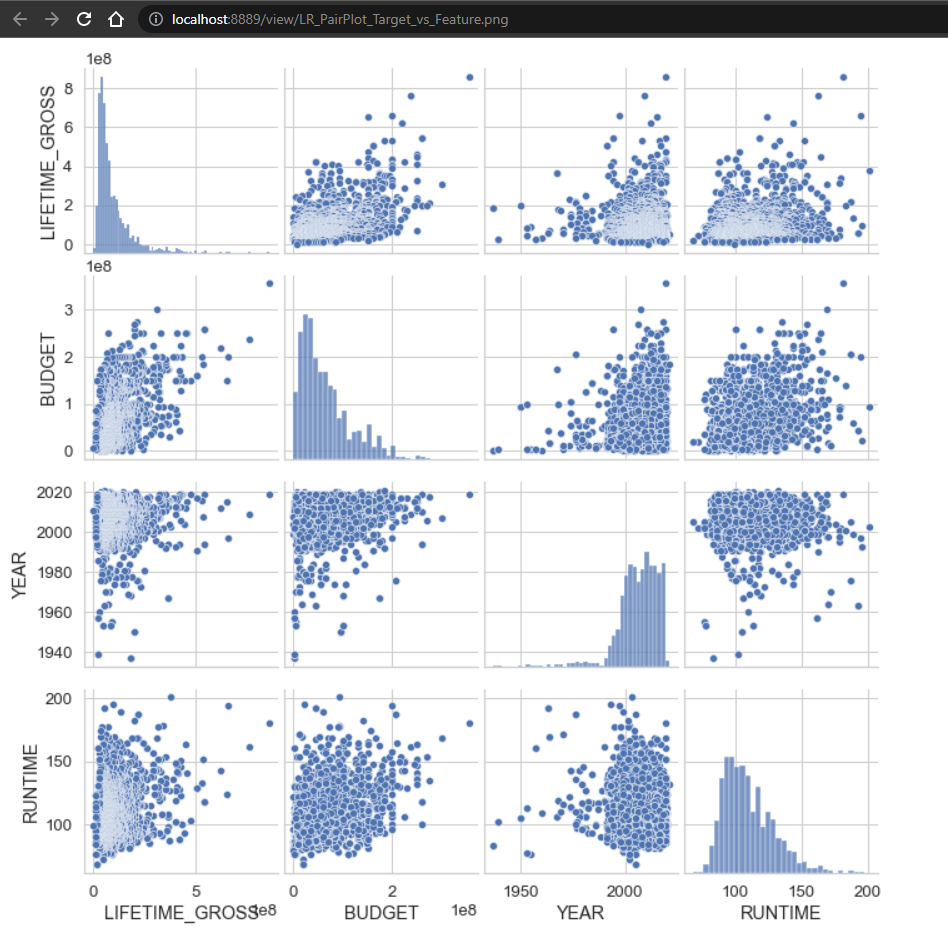 localhost:8889/view/LR_PairPlot_Target_vs_Feature.png
1e8
8
6
4
2
0
LIFETIME_GROSS
1e8
3
2
1
0
BUDGET
2020
2000
1980
1960
1940
YEAR
200
150
100
RUNTIME
0 5 0 2 1950 2000 100 150 200
LIFETIME_GROSS 1e8 BUDGET 1e8 YEAR RUNTIME